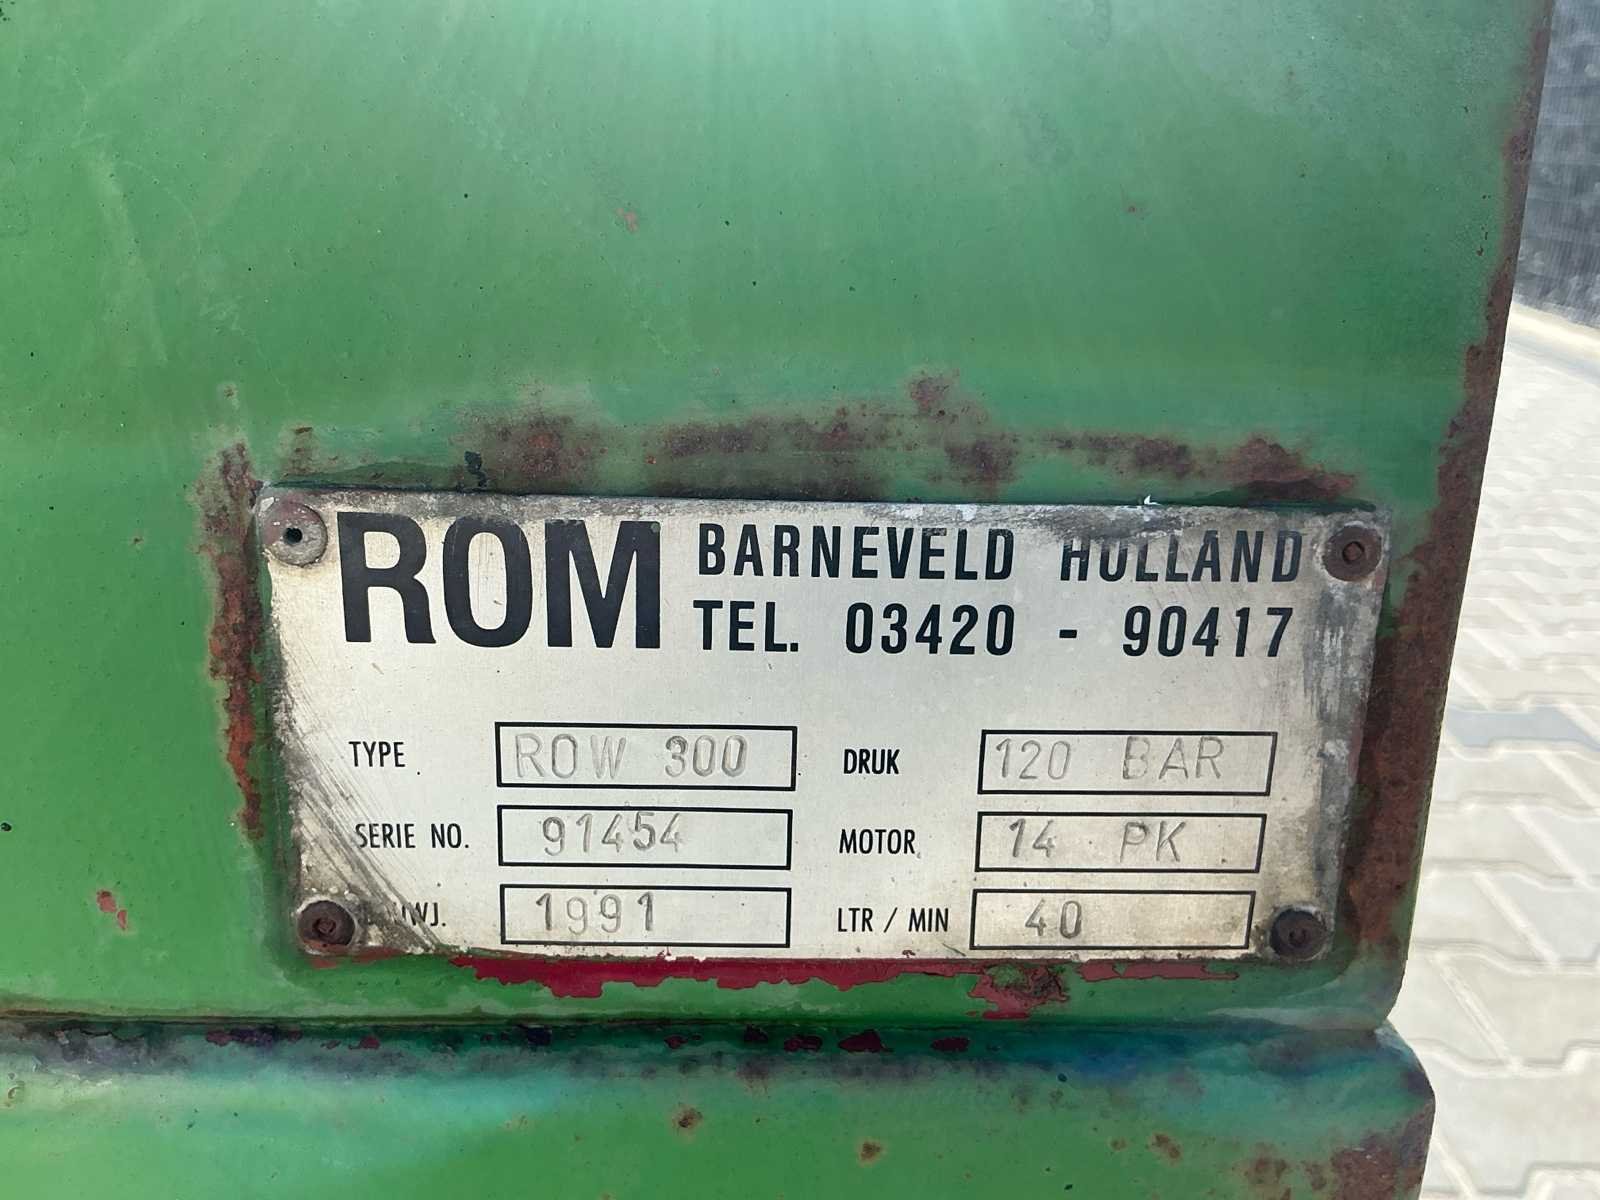 ROM BARNEVELD HOLLAND
TEL. 03420 - 90417
TYPE ROW 300 DRUK 120 BAR
SERIE NO. 91454 MOTOR 14 PK
1991 LTR / MIN 40